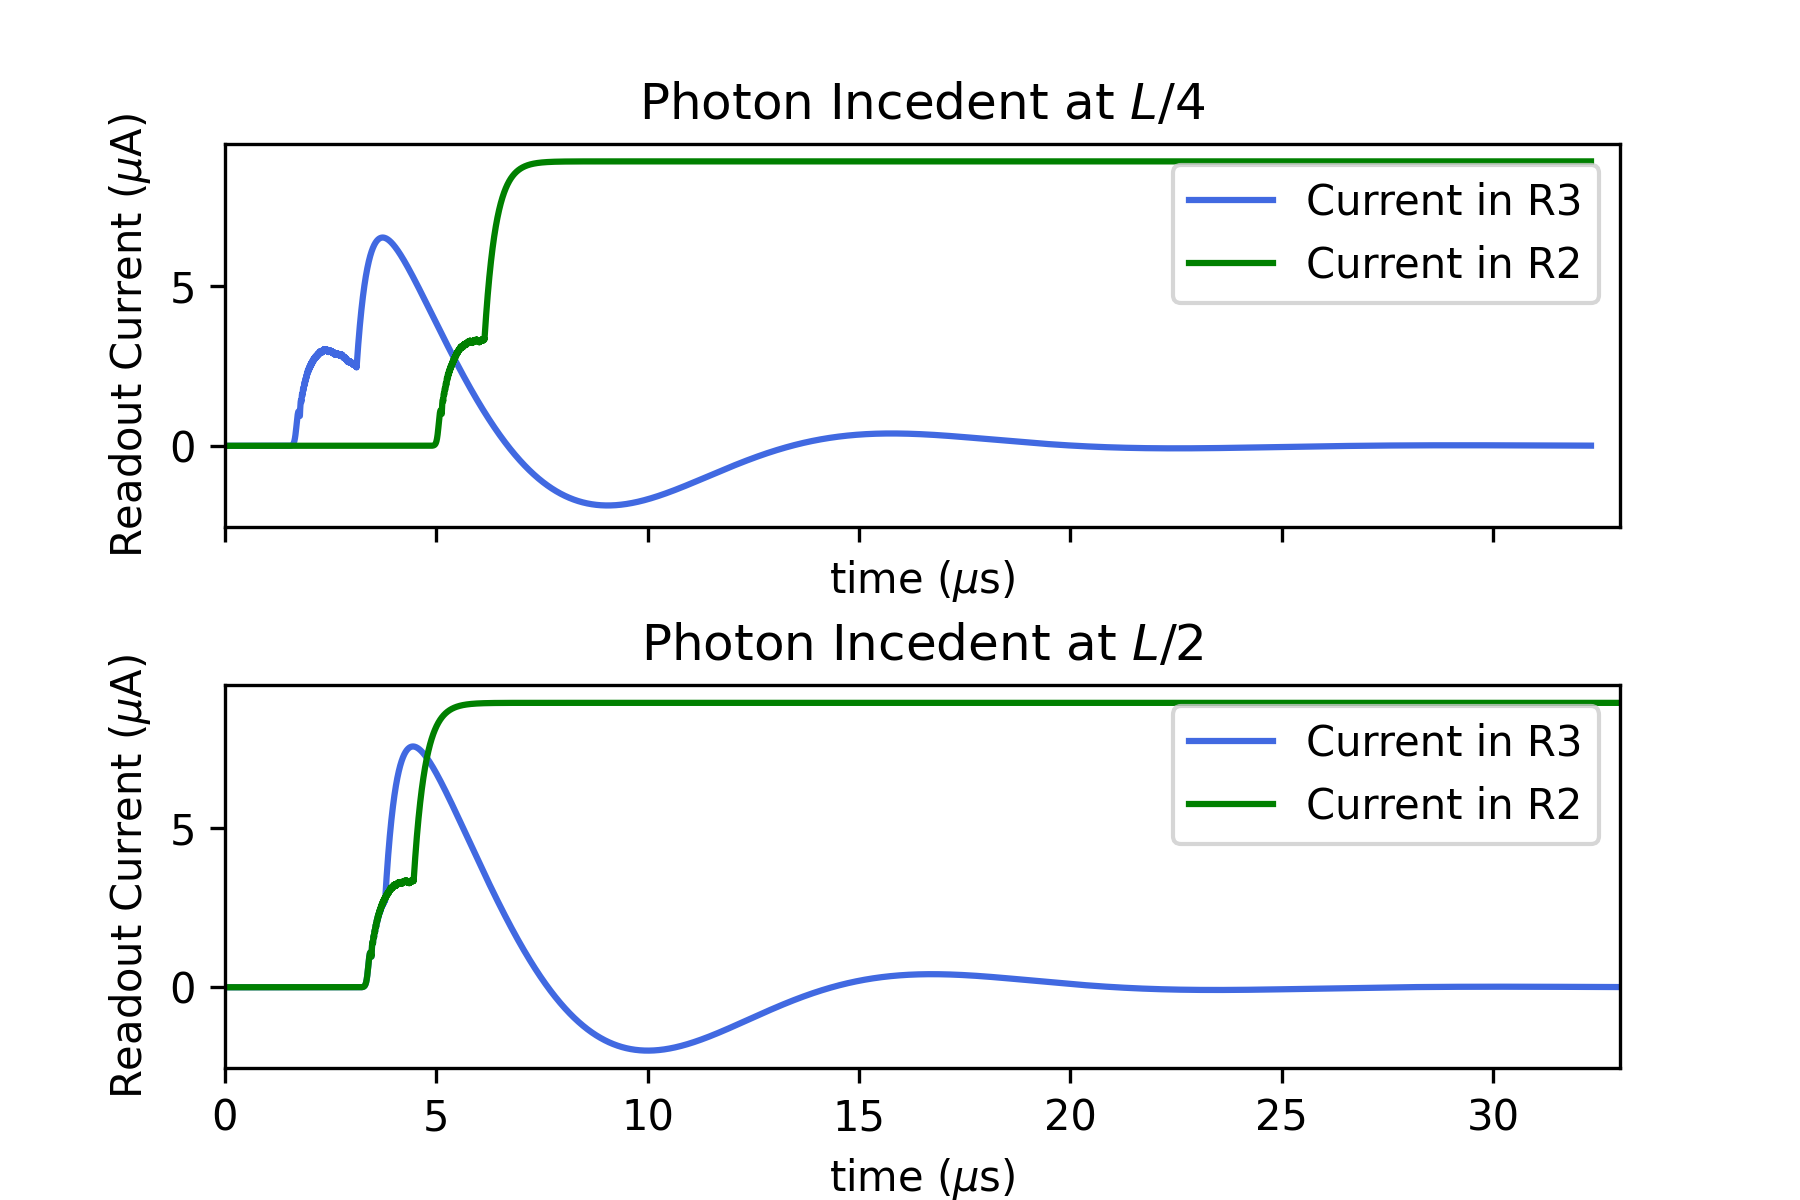 Photon Incedent at L/4
Readout Current (μA)
5
0
Current in R3
Current in R2
time (μs)
Photon Incedent at L/2
Readout Current (μA)
5
0
Current in R3
Current in R2
0 5 10 15 20 25 30
time (μs)